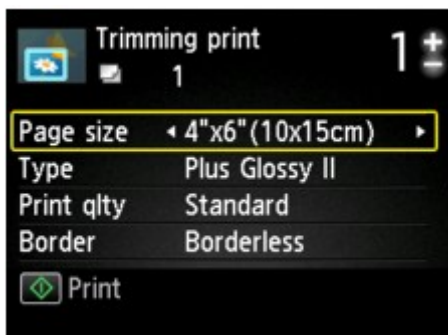 Trimming print
1
1 +
-
Page size 4"x6"(10x15cm)
Type Plus Glossy II
Print qlty Standard
Border Borderless
Print